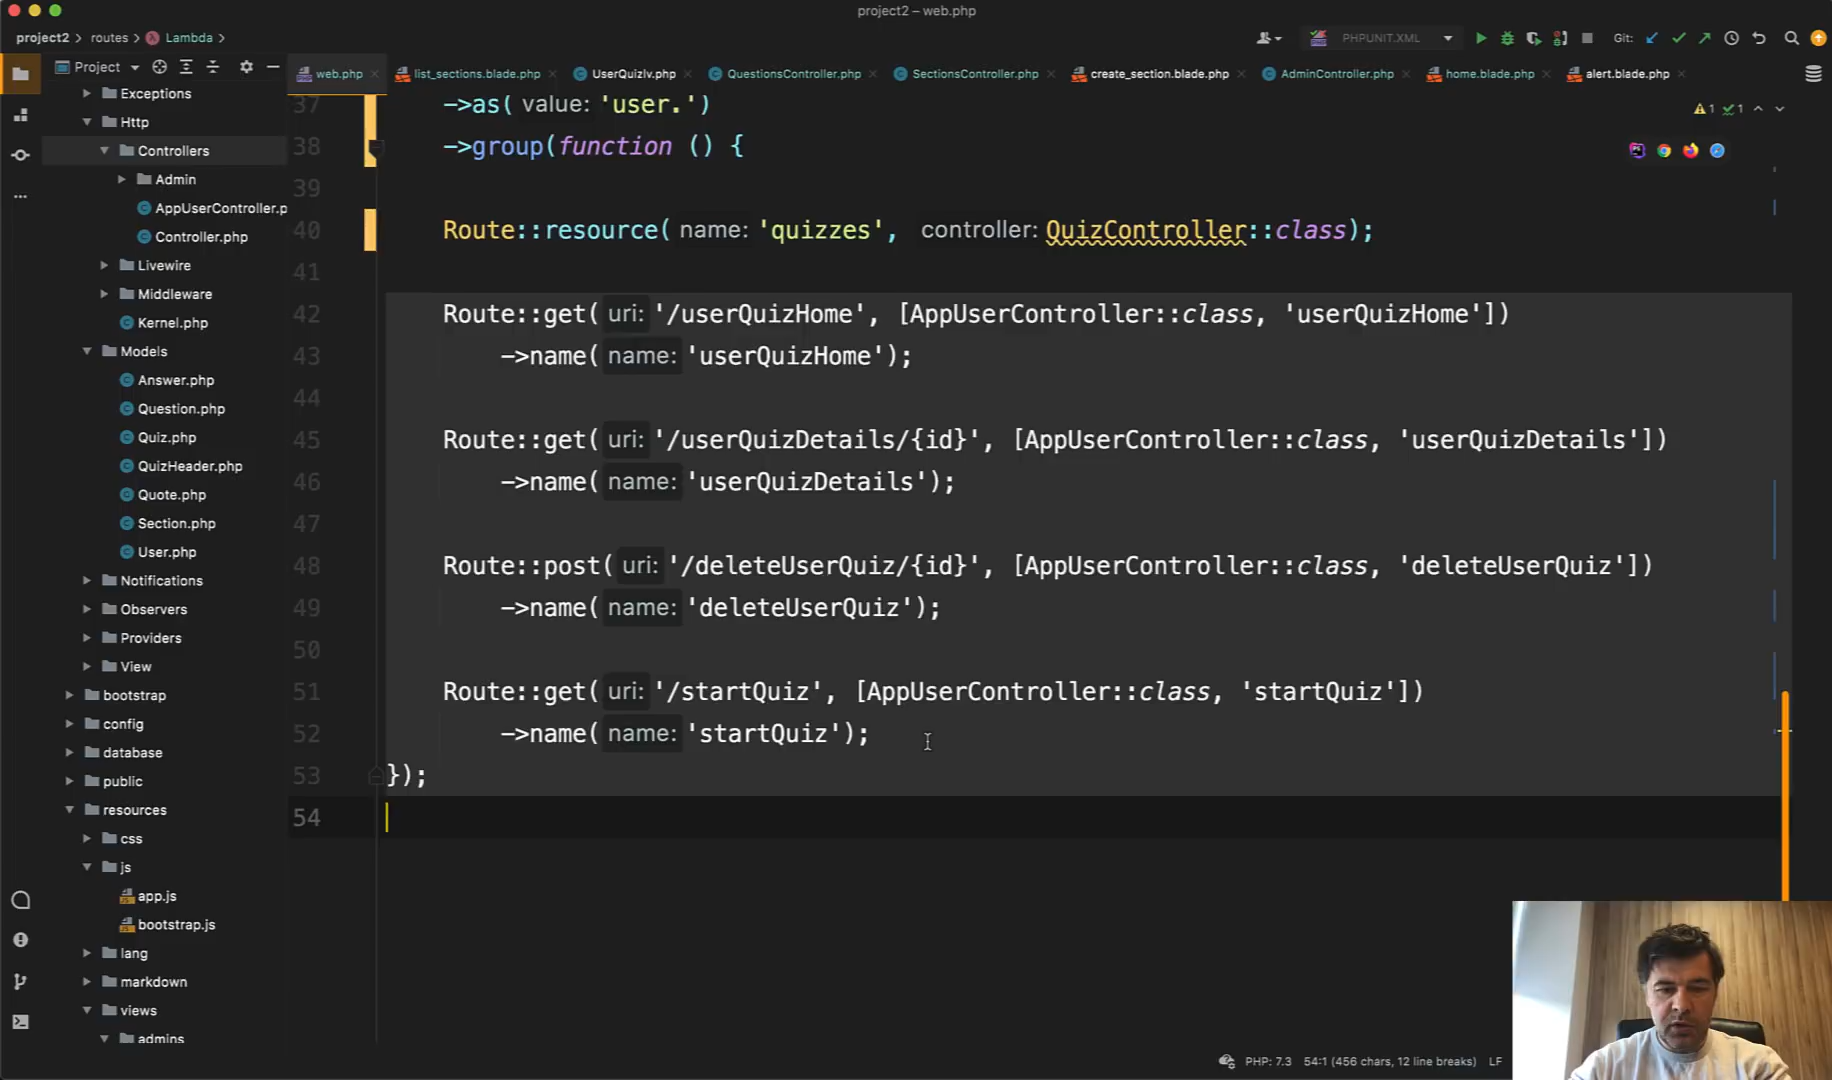 project2 – web.php
project2 > routes > Lambda >
PHPUNIT.XML
Git:
Project
web.php
list_sections.blade.php
UserQuizlv.php
QuestionsController.php
SectionsController.php
create_section.blade.php
AdminController.php
home.blade.php
alert.blade.php
Exceptions
Http
Controllers
Admin
AppUserController.p
Controller.php
Livewire
Middleware
Kernel.php
Models
Answer.php
Question.php
Quiz.php
QuizHeader.php
Quote.php
Section.php
User.php
Notifications
Observers
Providers
View
bootstrap
config
database
public
resources
css
js
app.js
bootstrap.js
lang
markdown
views
admins
1 1
37 ->as( value: 'user.')
38 ->group(function () {
39
40 Route::resource( name: 'quizzes', controller: QuizController::class);
41
42 Route::get( uri: '/userQuizHome', [AppUserController::class, 'userQuizHome'])
43 ->name( name: 'userQuizHome');
44
45 Route::get( uri: '/userQuizDetails/{id}', [AppUserController::class, 'userQuizDetails'])
46 ->name( name: 'userQuizDetails');
47
48 Route::post( uri: '/deleteUserQuiz/{id}', [AppUserController::class, 'deleteUserQuiz'])
49 ->name( name: 'deleteUserQuiz');
50
51 Route::get( uri: '/startQuiz', [AppUserController::class, 'startQuiz'])
52 ->name( name: 'startQuiz');
53 });
54
PHP: 7.3 54:1 (456 chars, 12 line breaks) LF